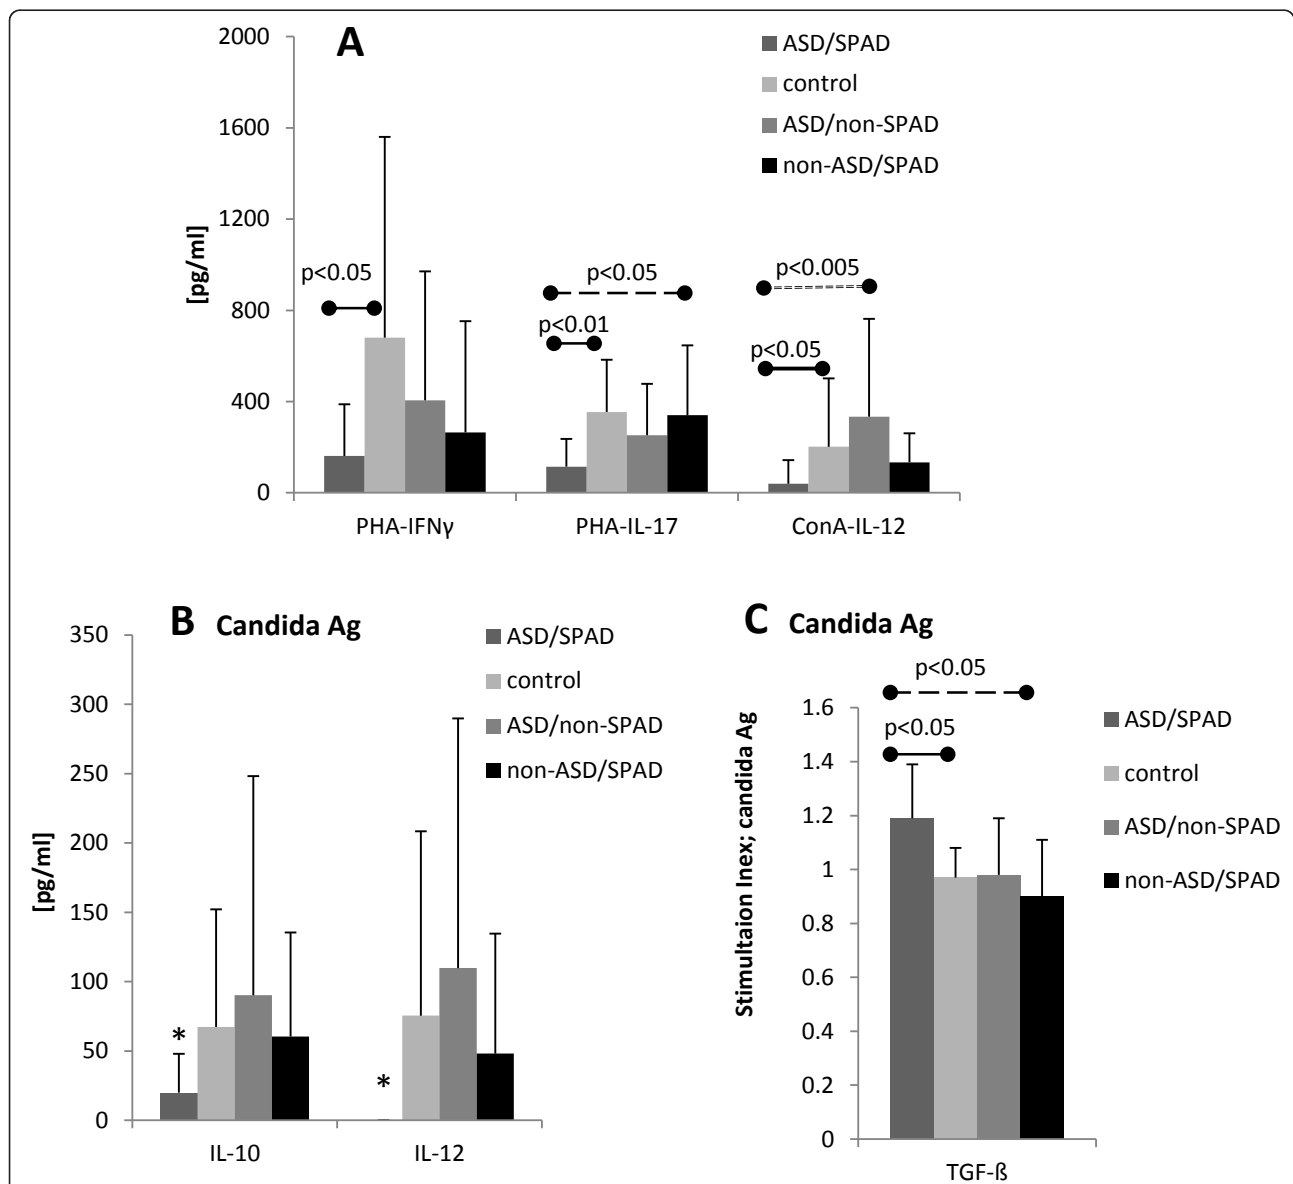 A
[pg/ml]
2000
1600
1200
800
400
0
ASD/SPAD
control
ASD/non-SPAD
non-ASD/SPAD
p<0.05
p<0.05
p<0.01
p<0.005
p<0.05
PHA-IFNγ
PHA-IL-17
ConA-IL-12
B Candida Ag
[pg/ml]
350
300
250
200
150
100
50
0
ASD/SPAD
control
ASD/non-SPAD
non-ASD/SPAD
*
*
IL-10
IL-12
C Candida Ag
Stimultaion Inex; candida Ag
p<0.05
p<0.05
1.6
1.4
1.2
1
0.8
0.6
0.4
0.2
0
ASD/SPAD
control
ASD/non-SPAD
non-ASD/SPAD
TGF-ß